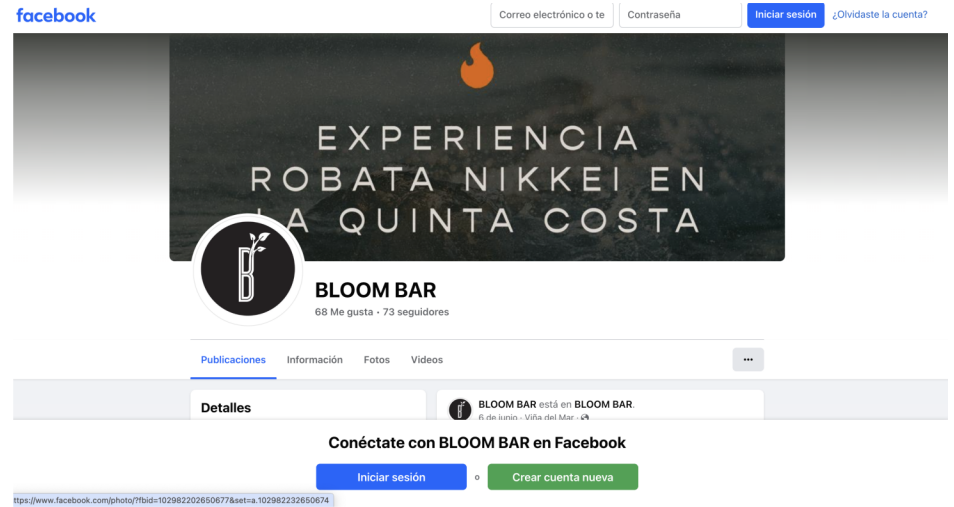 facebook
Correo electrónico o te
Contraseña
Iniciar sesión
¿Olvidaste la cuenta?
EXPERIENCIA
ROBATA NIKKEI EN
LA QUINTA COSTA
B
BLOOM BAR
68 Me gusta · 73 seguidores
Publicaciones
Información
Fotos
Videos
...
Detalles
BLOOM BAR está en BLOOM BAR.
6 de junio · Viña del Mar ·
Conéctate con BLOOM BAR en Facebook
Iniciar sesión
o
Crear cuenta nueva
ttps://www.facebook.com/photo/?fbid=102982202650677&set=a.102982232650674